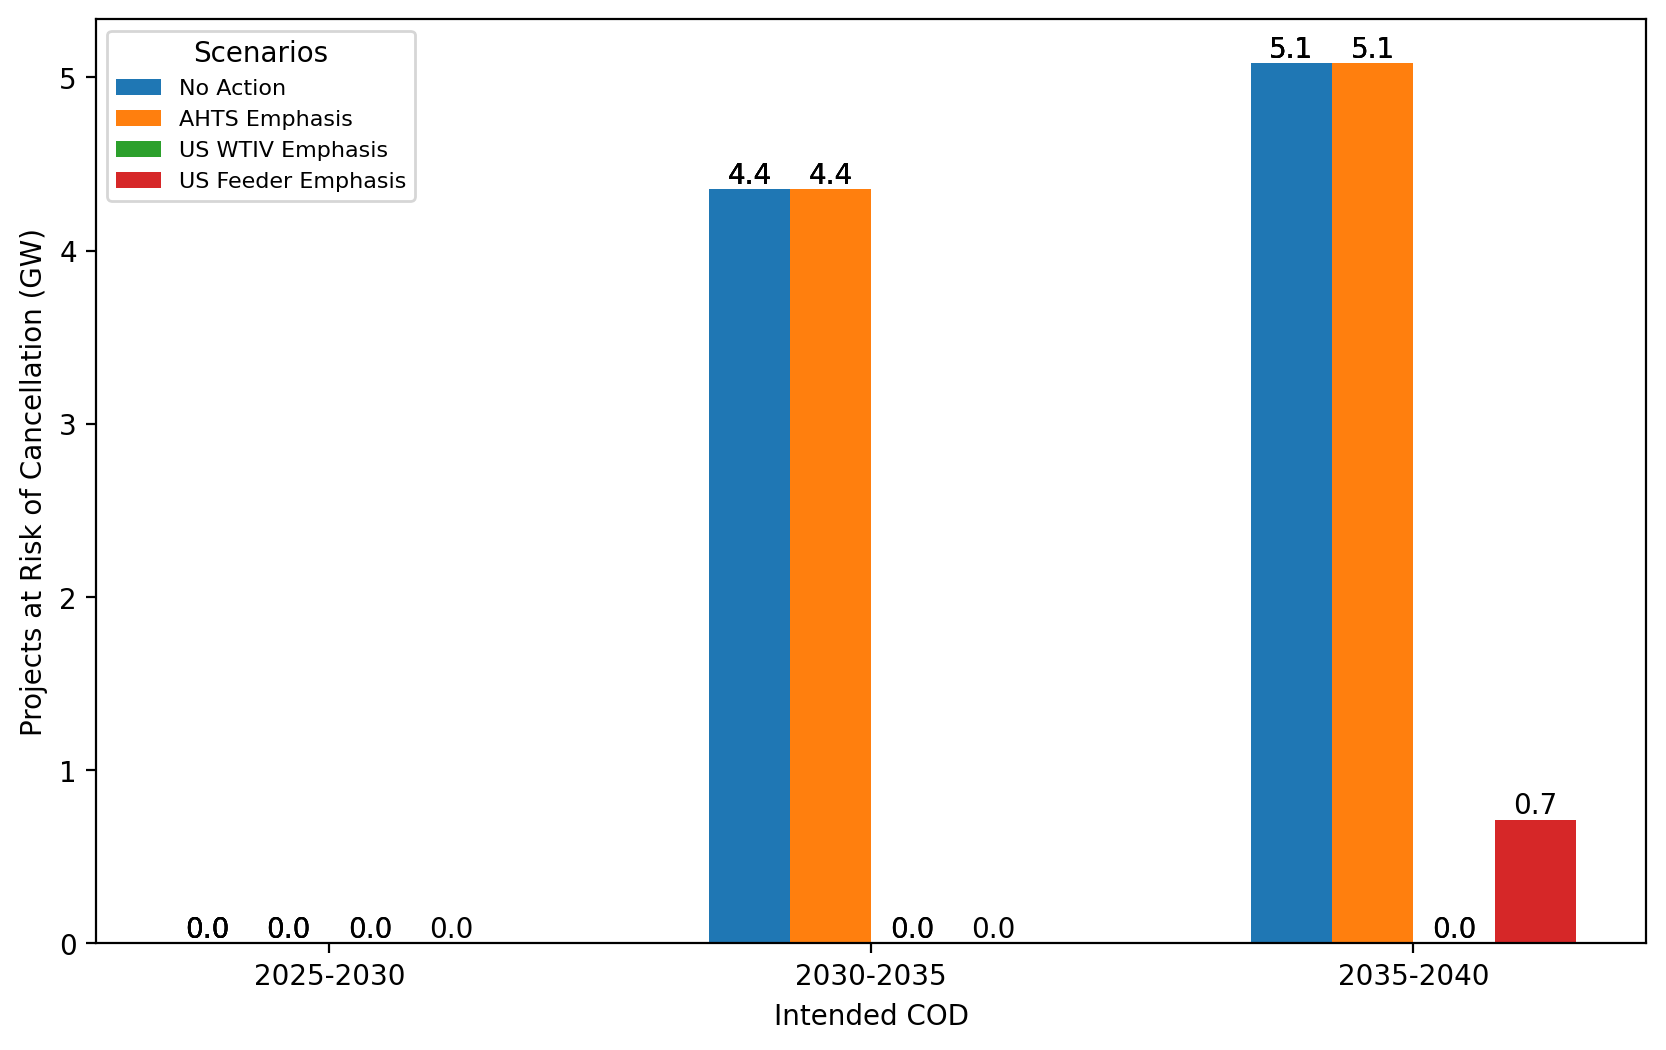 Scenarios
No Action
AHTS Emphasis
US WTIV Emphasis
US Feeder Emphasis
Projects at Risk of Cancellation (GW)
5
4
3
2
1
0
0.0 0.0 0.0 0.0
4.4 4.4 0.0 0.0
5.1 5.1 0.0 0.7
2025-2030 2030-2035 2035-2040
Intended COD